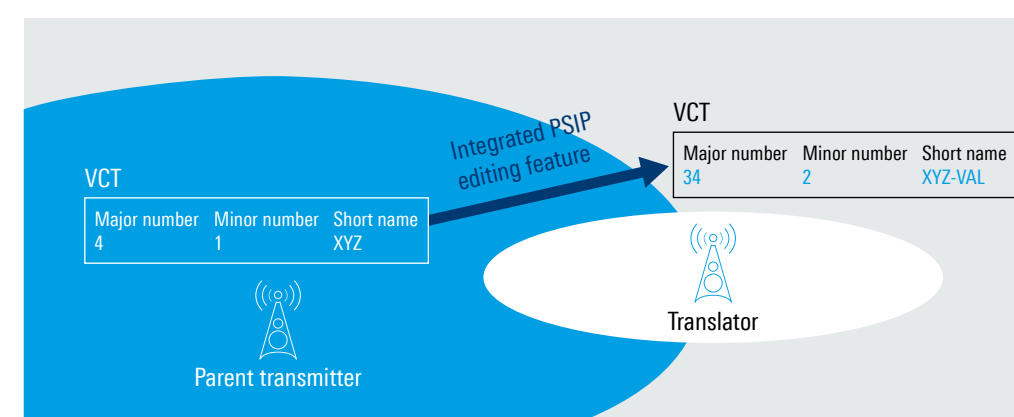 Integrated PSIP
editing feature
VCT
Major number Minor number Short name
34 2 XYZ-VAL
VCT
Major number Minor number Short name
4 1 XYZ
Translator
Parent transmitter